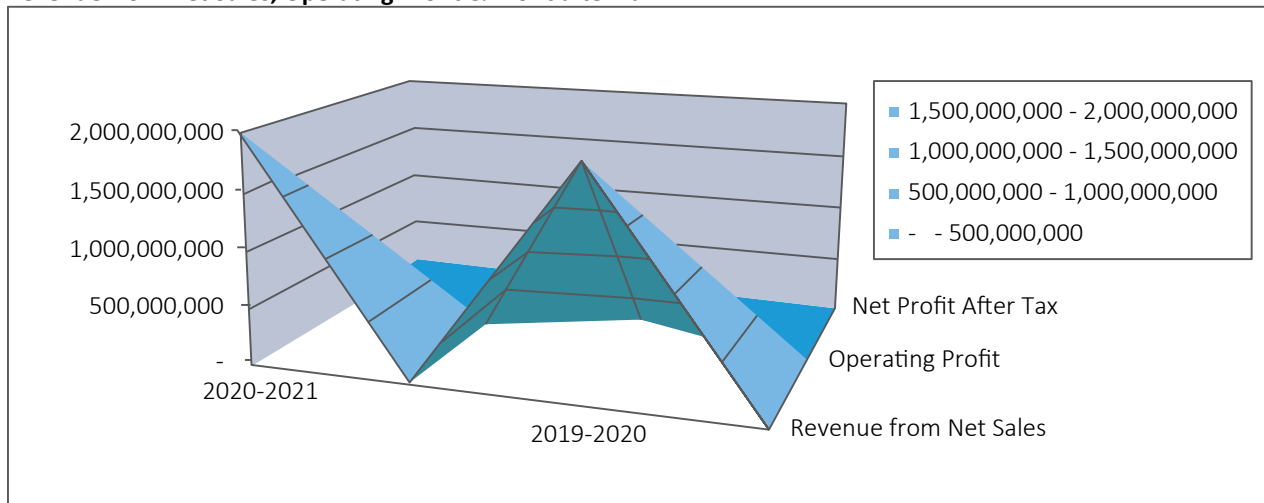 2,000,000,000
1,500,000,000
1,000,000,000
500,000,000
-
2020-2021
2019-2020
Net Profit After Tax
Operating Profit
Revenue from Net Sales
1,500,000,000 - 2,000,000,000
1,000,000,000 - 1,500,000,000
500,000,000 - 1,000,000,000
- - 500,000,000